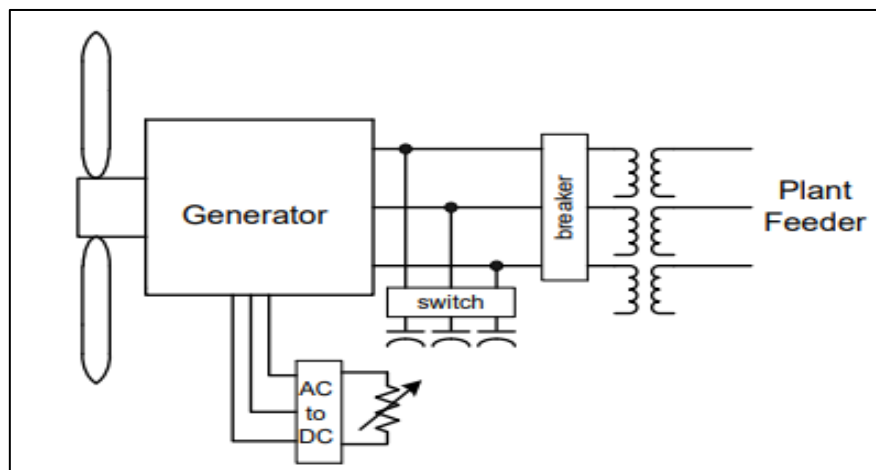 Generator
breaker
Plant
Feeder
switch
AC
to
DC